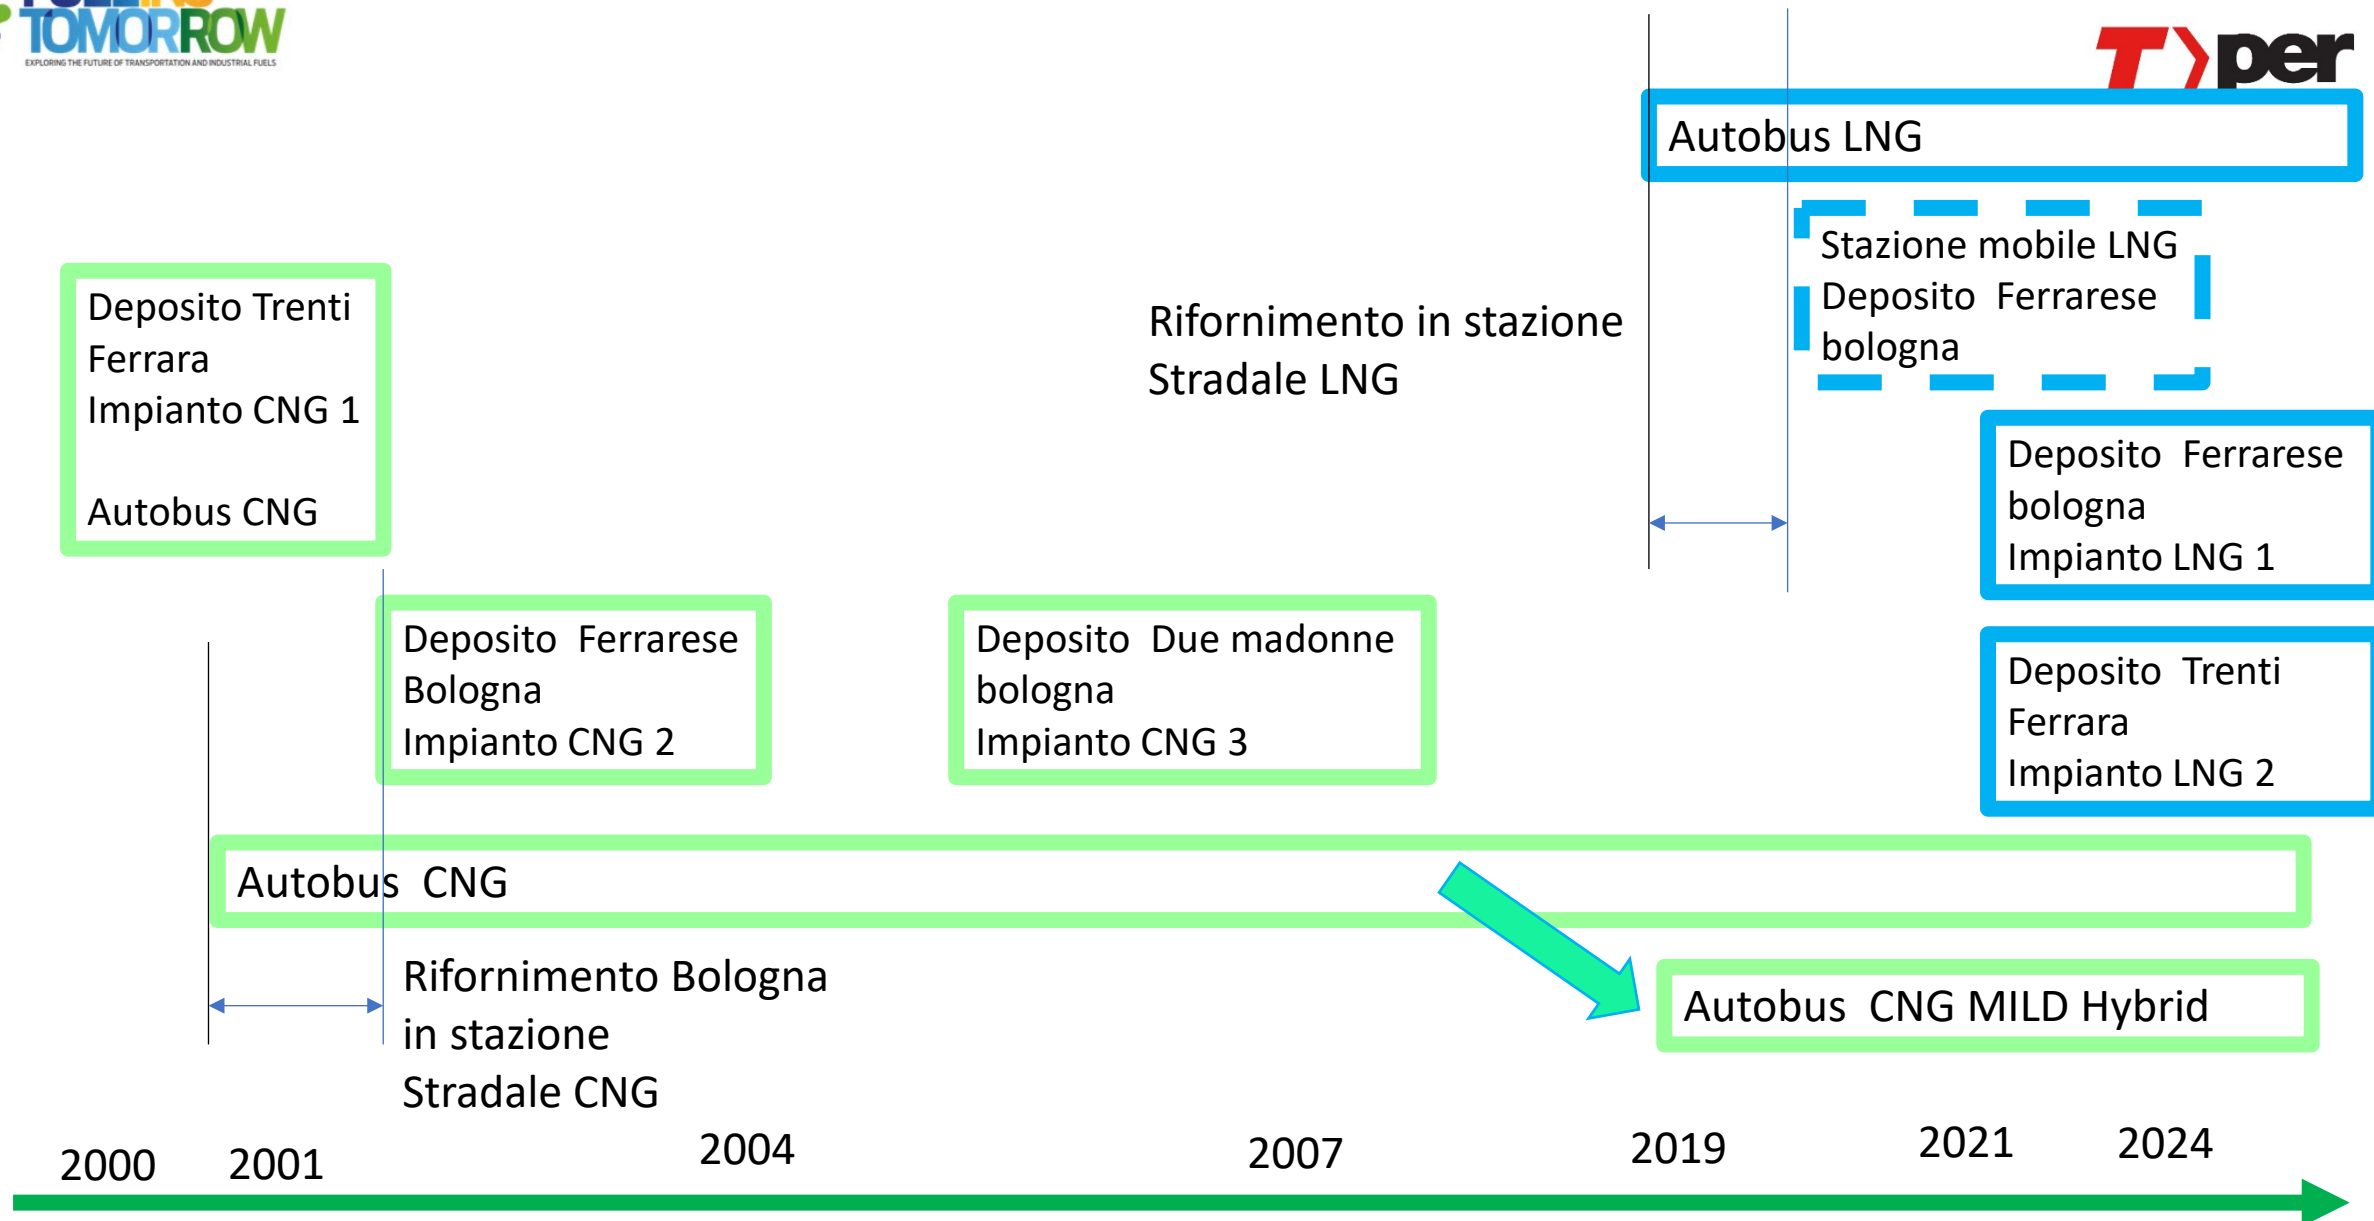 TOMORROW
EXPLORING THE FUTURE OF TRANSPORTATION AND INDUSTRIAL FUELS
T per
Autobus LNG
Stazione mobile LNG
Deposito Ferrarese
bologna
Deposito Trenti
Ferrara
Impianto CNG 1
Autobus CNG
Rifornimento in stazione
Stradale LNG
Deposito Ferrarese
bologna
Impianto LNG 1
Deposito Ferrarese
Bologna
Impianto CNG 2
Deposito Due madonne
bologna
Impianto CNG 3
Deposito Trenti
Ferrara
Impianto LNG 2
Autobus CNG
Rifornimento Bologna
in stazione
Stradale CNG
Autobus CNG MILD Hybrid
2000
2001
2004
2007
2019
2021
2024